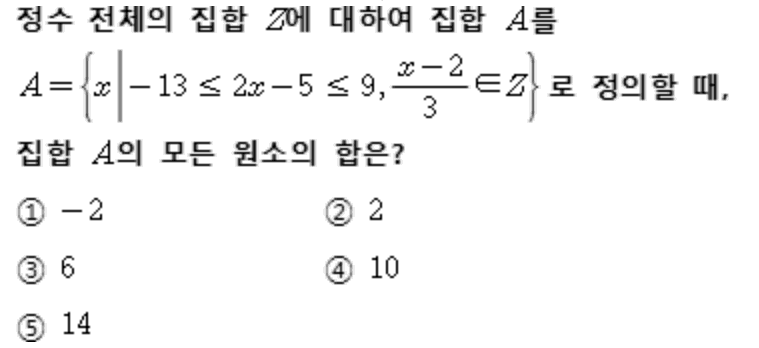 정수 전체의 집합 Z에 대하여 집합 A를
A={x|−13 ≤ 2x−5 ≤ 9, (x−2)/3 ∈Z}로 정의할 때,
집합 A의 모든 원소의 합은?
① −2 ② 2
③ 6 ④ 10
⑤ 14